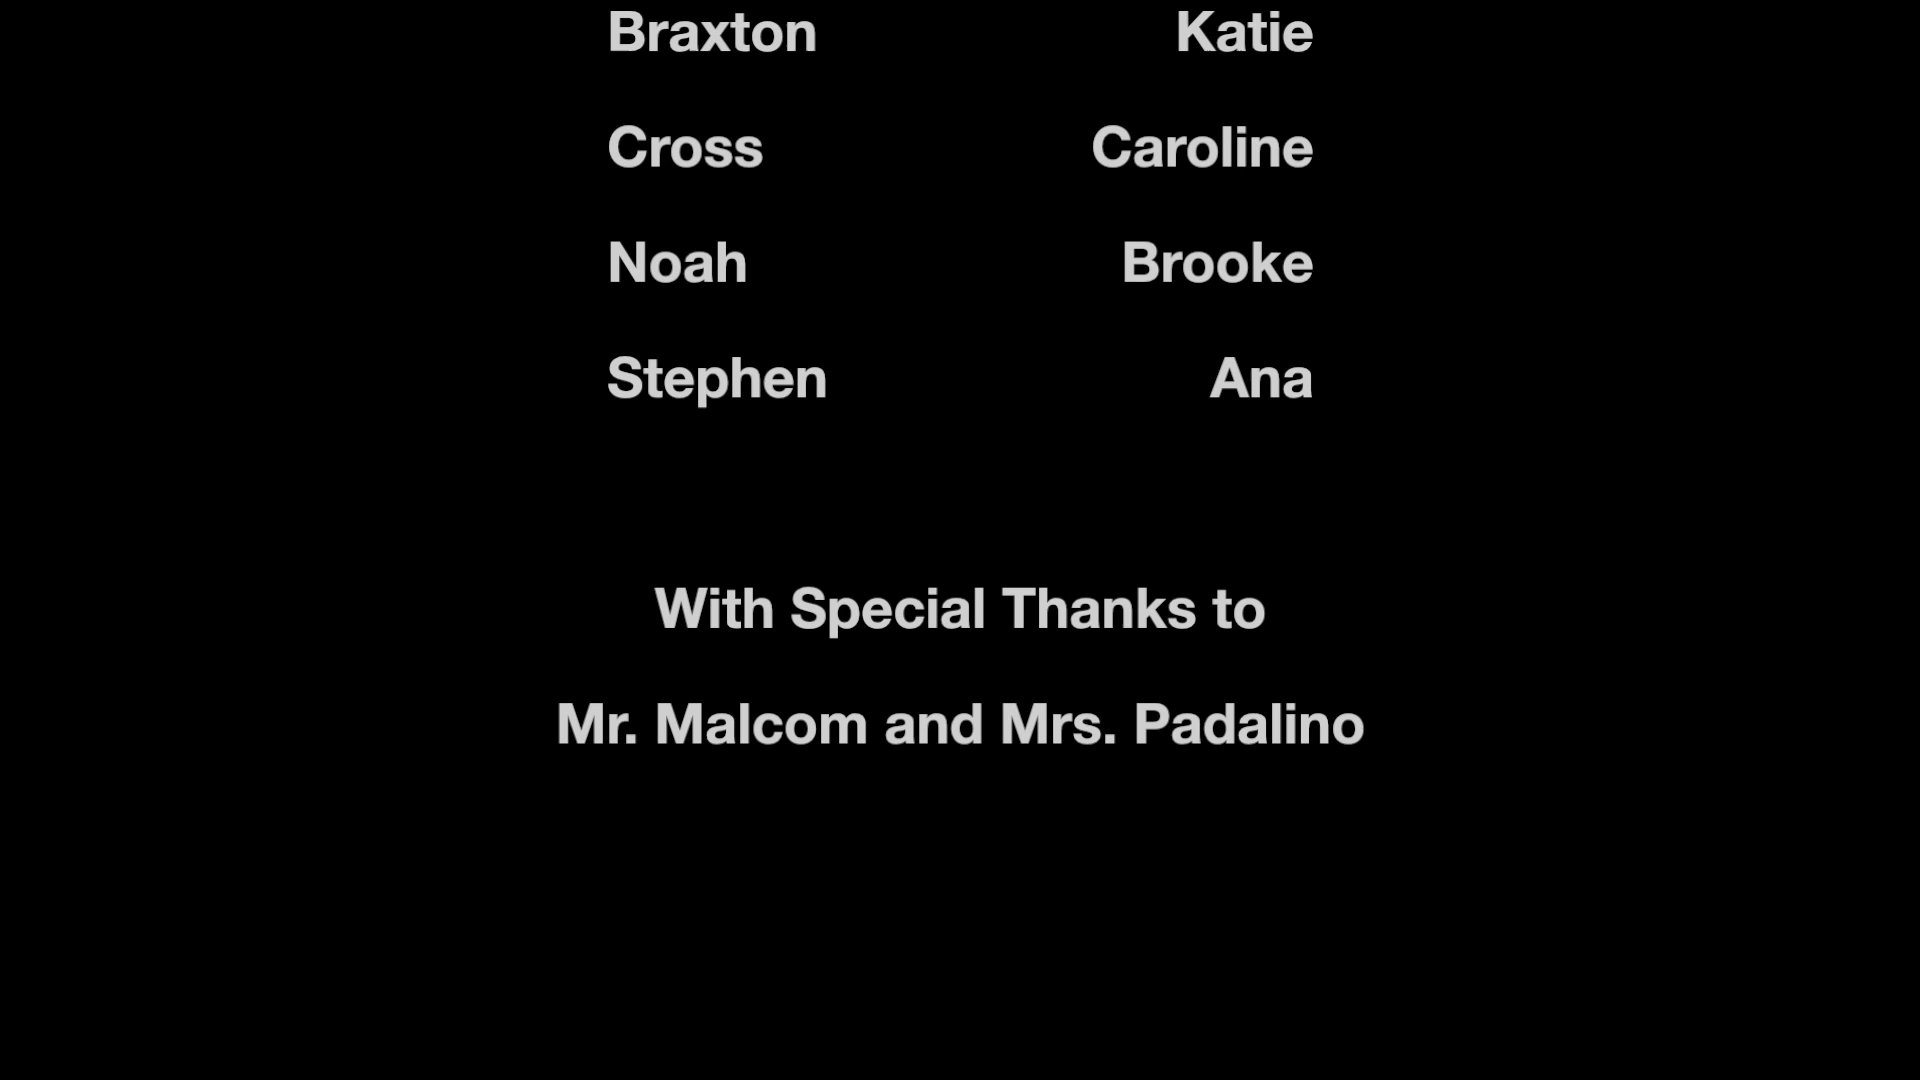 Braxton Katie
Cross Caroline
Noah Brooke
Stephen Ana
With Special Thanks to
Mr. Malcom and Mrs. Padalino